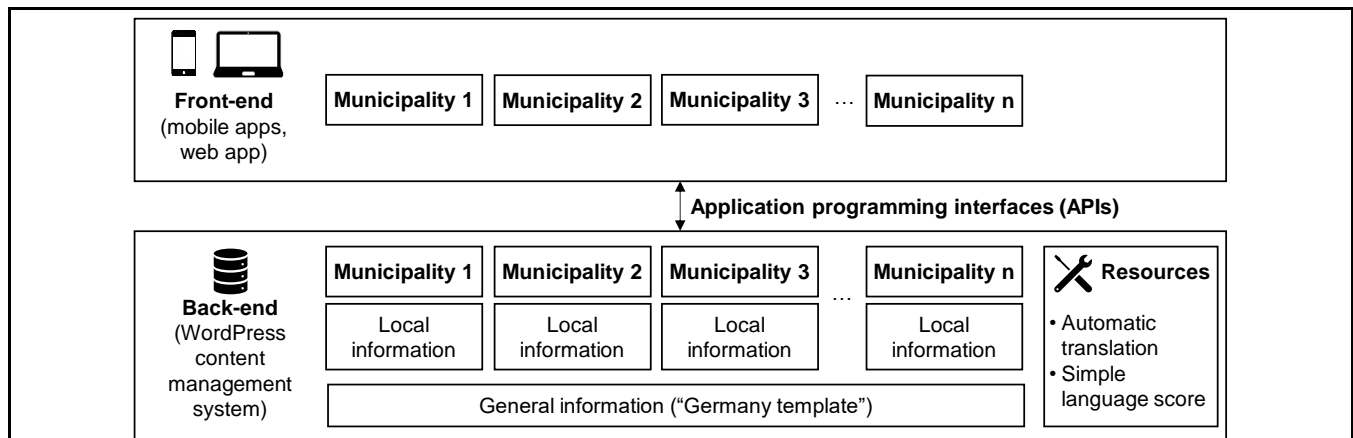 Front-end
(mobile apps,
web app)
Municipality 1
Municipality 2
Municipality 3
…
Municipality n
Application programming interfaces (APIs)
Back-end
(WordPress
content
management
system)
Municipality 1
Municipality 2
Municipality 3
…
Municipality n
Local
information
Local
information
Local
information
Local
information
General information (“Germany template”)
Resources
• Automatic
translation
• Simple
language score